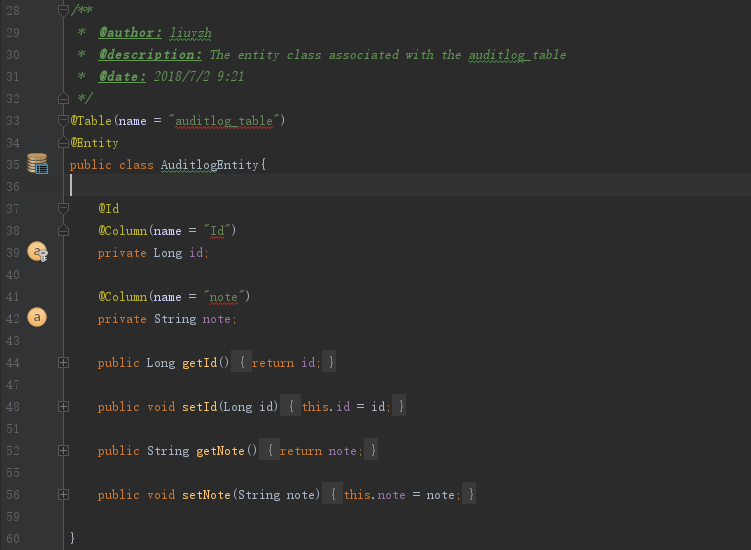 28 /**
29  *  @author: liuyzh
30  *  @description: The entity class associated with the auditlog_table
31  *  @date: 2018/7/2 9:21
32  */
33 @Table(name = "auditlog_table")
34 @Entity
35 public class AuditlogEntity{
36
37     @Id
38     @Column(name = "Id")
39 a   private Long id;
40
41     @Column(name = "note")
42 a   private String note;
43
44     public Long getId() { return id; }
47
48     public void setId(Long id) { this.id = id; }
51
52     public String getNote() { return note; }
55
56     public void setNote(String note) { this.note = note; }
59
60 }